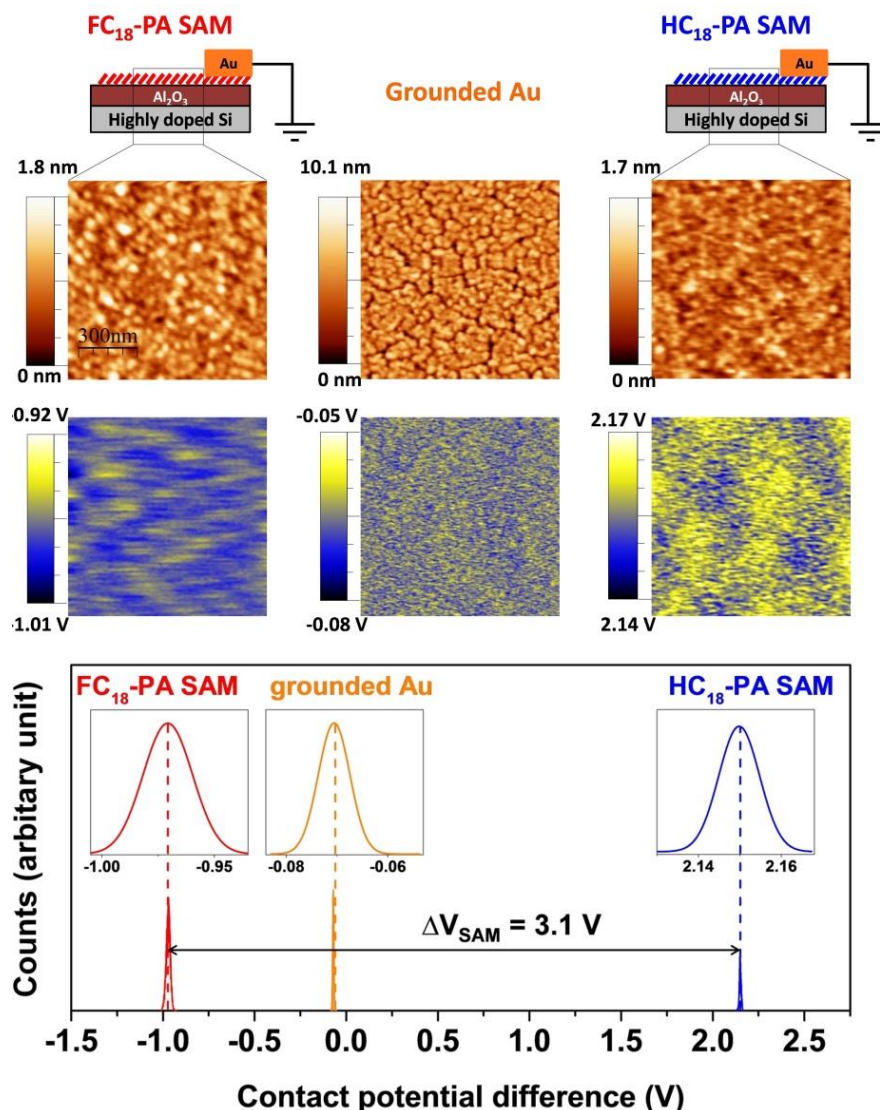 FC18-PA SAM
HC18-PA SAM
Au
Au
Grounded Au
Al2O3
Highly doped Si
Al2O3
Highly doped Si
1.8 nm
10.1 nm
1.7 nm
300nm
0 nm
0 nm
0 nm
-0.92 V
-0.05 V
2.17 V
-1.01 V
-0.08 V
2.14 V
FC18-PA SAM
grounded Au
HC18-PA SAM
-1.00 -0.95
-0.08 -0.06
2.14 2.16
ΔVSAM = 3.1 V
Counts (arbitary unit)
-1.5 -1.0 -0.5 0.0 0.5 1.0 1.5 2.0 2.5
Contact potential difference (V)